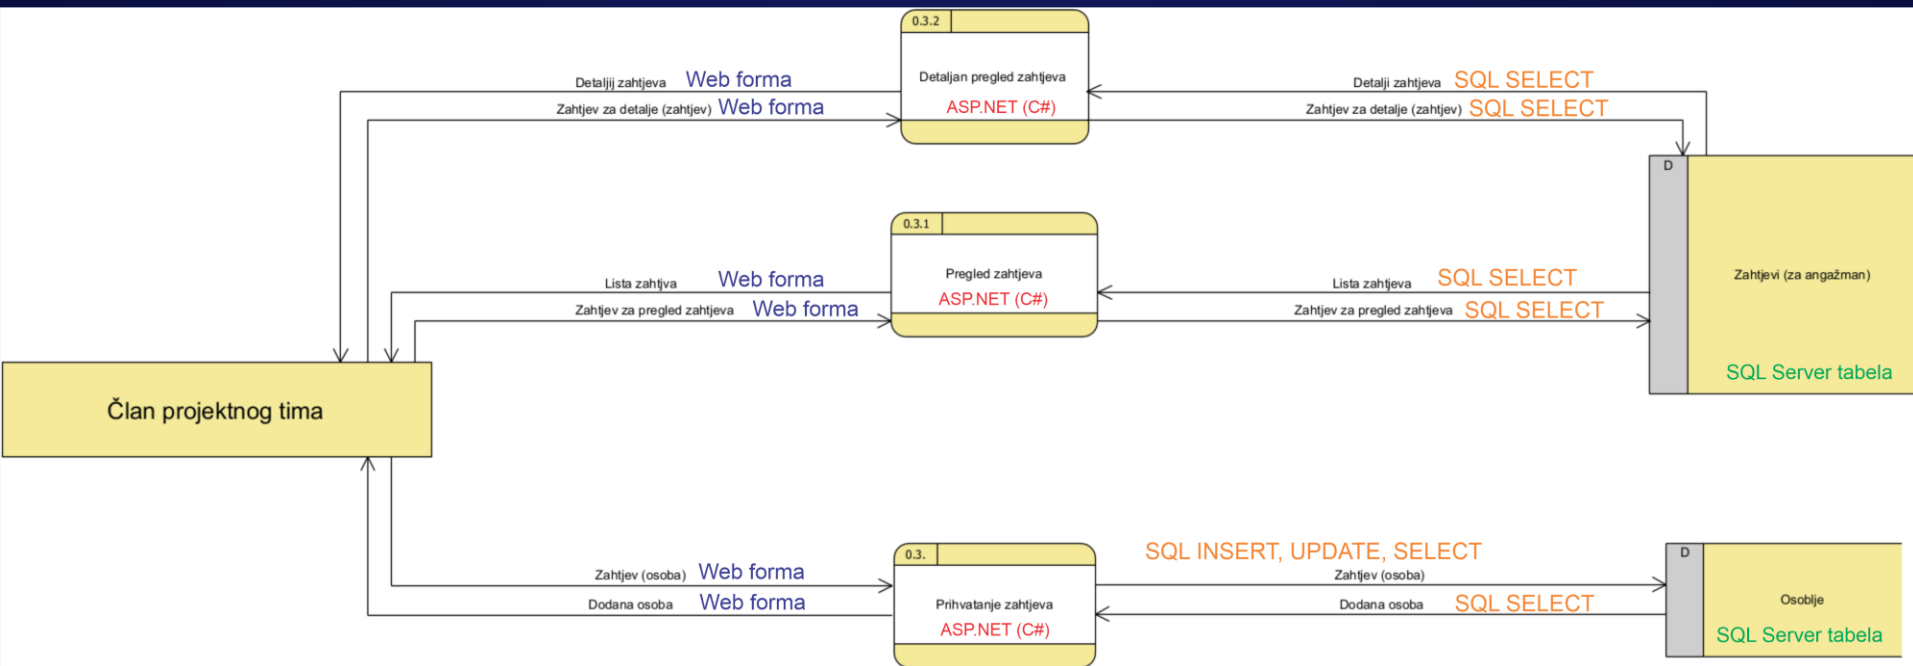 0.3.2
Detaljan pregled zahtjeva
ASP.NET (C#)
Detaljij zahtjeva Web forma
Zahtjev za detalje (zahtjev) Web forma
Detalji zahtjeva SQL SELECT
Zahtjev za detalje (zahtjev) SQL SELECT
D
Zahtjevi (za angažman)
SQL Server tabela
0.3.1
Pregled zahtjeva
ASP.NET (C#)
Lista zahtjva Web forma
Zahtjev za pregled zahtjeva Web forma
Lista zahtjeva SQL SELECT
Zahtjev za pregled zahtjeva SQL SELECT
Član projektnog tima
0.3.
Prihvatanje zahtjeva
ASP.NET (C#)
Zahtjev (osoba) Web forma
Dodana osoba Web forma
SQL INSERT, UPDATE, SELECT
Zahtjev (osoba)
Dodana osoba SQL SELECT
D
Osoblje
SQL Server tabela